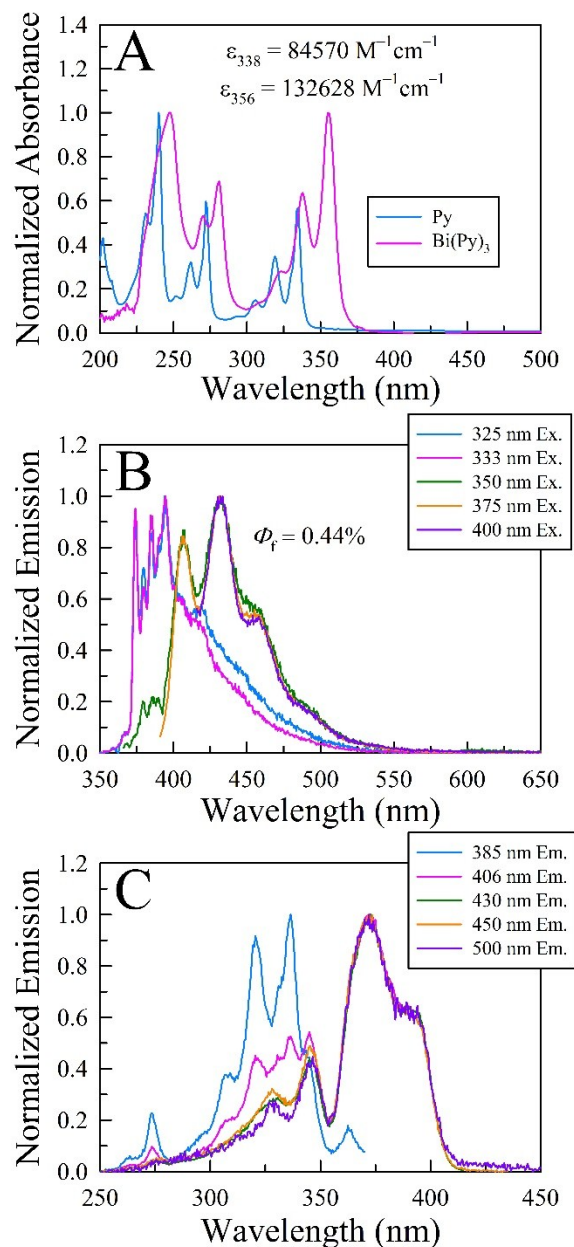 A
ε338 = 84570 M−1cm−1
ε356 = 132628 M−1cm−1
Normalized Absorbance
1.4
1.2
1.0
0.8
0.6
0.4
0.2
0.0
Py
Bi(Py)3
200 250 300 350 400 450 500
Wavelength (nm)
B
325 nm Ex.
333 nm Ex.
350 nm Ex.
375 nm Ex.
400 nm Ex.
Φf = 0.44%
Normalized Emission
1.2
1.0
0.8
0.6
0.4
0.2
0.0
350 400 450 500 550 600 650
Wavelength (nm)
C
385 nm Em.
406 nm Em.
430 nm Em.
450 nm Em.
500 nm Em.
Normalized Emission
1.2
1.0
0.8
0.6
0.4
0.2
0.0
250 300 350 400 450
Wavelength (nm)